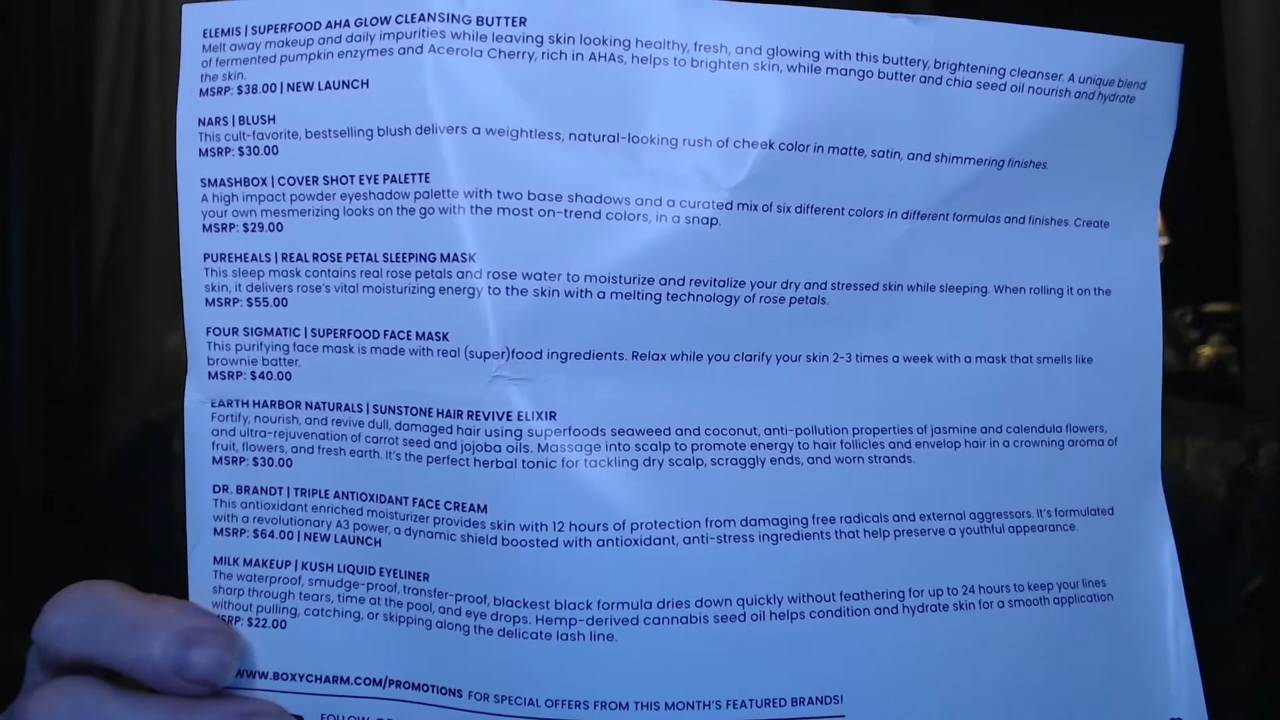 ELEMIS | SUPERFOOD AHA GLOW CLEANSING BUTTER
Melt away makeup and daily impurities while leaving skin looking healthy, fresh, and glowing with this buttery, brightening cleanser. A unique blend
of fermented pumpkin enzymes and Acerola Cherry, rich in AHAs, helps to brighten skin, while mango butter and chia seed oil nourish and hydrate
the skin.
MSRP: $38.00 | NEW LAUNCH
NARS | BLUSH
This cult-favorite, bestselling blush delivers a weightless, natural-looking rush of cheek color in matte, satin, and shimmering finishes.
MSRP: $30.00
SMASHBOX | COVER SHOT EYE PALETTE
A high impact powder eyeshadow palette with two base shadows and a curated mix of six different colors in different formulas and finishes. Create
your own mesmerizing looks on the go with the most on-trend colors, in a snap.
MSRP: $29.00
PUREHEALS | REAL ROSE PETAL SLEEPING MASK
This sleep mask contains real rose petals and rose water to moisturize and revitalize your dry and stressed skin while sleeping. When rolling it on the
skin, it delivers rose's vital moisturizing energy to the skin with a melting technology of rose petals.
MSRP: $55.00
FOUR SIGMATIC | SUPERFOOD FACE MASK
This purifying face mask is made with real (super)food ingredients. Relax while you clarify your skin 2-3 times a week with a mask that smells like
brownie batter.
MSRP: $40.00
EARTH HARBOR NATURALS | SUNSTONE HAIR REVIVE ELIXIR
Fortify, nourish, and revive dull, damaged hair using superfoods seaweed and coconut, anti-pollution properties of jasmine and calendula flowers,
and ultra-rejuvenation of carrot seed and jojoba oils. Massage into scalp to promote energy to hair follicles and envelop hair in a crowning aroma of
fruit, flowers, and fresh earth. It's the perfect herbal tonic for tackling dry scalp, scraggly ends, and worn strands.
MSRP: $30.00
DR. BRANDT | TRIPLE ANTIOXIDANT FACE CREAM
This antioxidant enriched moisturizer provides skin with 12 hours of protection from damaging free radicals and external aggressors. It's formulated
with a revolutionary A3 power, a dynamic shield boosted with antioxidant, anti-stress ingredients that help preserve a youthful appearance.
MSRP: $64.00 | NEW LAUNCH
MILK MAKEUP | KUSH LIQUID EYELINER
The waterproof, smudge-proof, transfer-proof, blackest black formula dries down quickly without feathering for up to 24 hours to keep your lines
sharp through tears, time at the pool, and eye drops. Hemp-derived cannabis seed oil helps condition and hydrate skin for a smooth application
without pulling, catching, or skipping along the delicate lash line.
SRP: $22.00
WWW.BOXYCHARM.COM/PROMOTIONS FOR SPECIAL OFFERS FROM THIS MONTH'S FEATURED BRANDS!